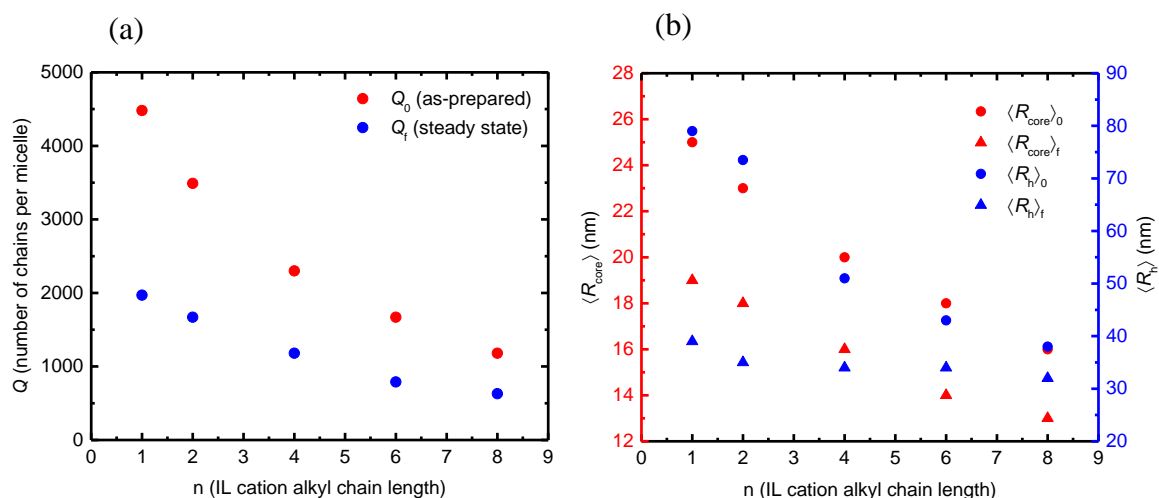 (a)
5000
4000
3000
2000
1000
0
Q (number of chains per micelle)
Q0 (as-prepared)
Qf (steady state)
0 1 2 3 4 5 6 7 8 9
n (IL cation alkyl chain length)
(b)
28
26
24
22
20
18
16
14
12
⟨Rcore⟩ (nm)
⟨Rcore⟩0
⟨Rcore⟩f
⟨Rh⟩0
⟨Rh⟩f
90
80
70
60
50
40
30
20
⟨Rh⟩ (nm)
0 1 2 3 4 5 6 7 8 9
n (IL cation alkyl chain length)